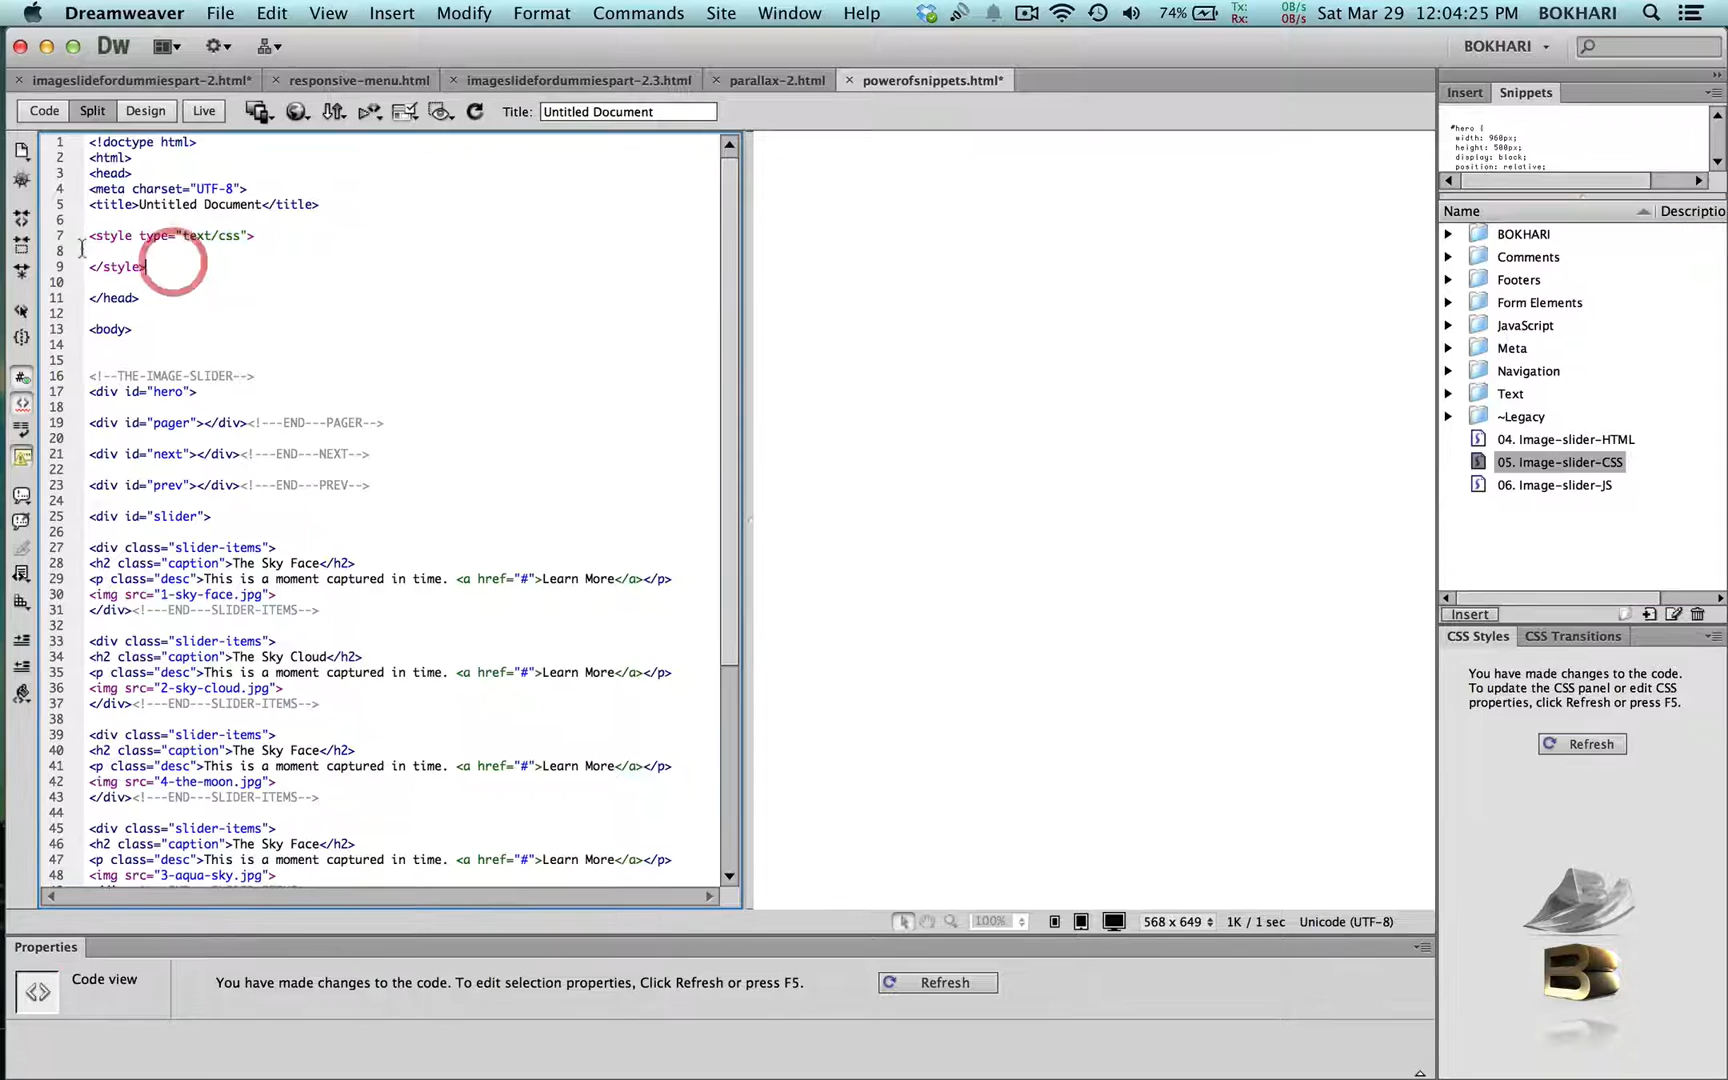 Dreamweaver File Edit View Insert Modify Format Commands Site Window Help 74% Tx: Rx: 0B/s 0B/s Sat Mar 29 12:04:25 PM BOKHARI
Dw BOKHARI
imageslidefordummiespart-2.html* responsive-menu.html imageslidefordummiespart-2.3.html parallax-2.html powerofsnippets.html*
Code Split Design Live Title: Untitled Document
1 <!doctype html>
2 <html>
3 <head>
4 <meta charset="UTF-8">
5 <title>Untitled Document</title>
6
7 <style type="text/css">
8
9 </style>
10
11 </head>
12
13 <body>
14
15
16 <!--THE-IMAGE-SLIDER-->
17 <div id="hero">
18
19 <div id="pager"></div><!---END---PAGER-->
20
21 <div id="next"></div><!---END---NEXT-->
22
23 <div id="prev"></div><!---END---PREV-->
24
25 <div id="slider">
26
27 <div class="slider-items">
28 <h2 class="caption">The Sky Face</h2>
29 <p class="desc">This is a moment captured in time. <a href="#">Learn More</a></p>
30 <img src="1-sky-face.jpg">
31 </div><!---END---SLIDER-ITEMS-->
32
33 <div class="slider-items">
34 <h2 class="caption">The Sky Cloud</h2>
35 <p class="desc">This is a moment captured in time. <a href="#">Learn More</a></p>
36 <img src="2-sky-cloud.jpg">
37 </div><!---END---SLIDER-ITEMS-->
38
39 <div class="slider-items">
40 <h2 class="caption">The Sky Face</h2>
41 <p class="desc">This is a moment captured in time. <a href="#">Learn More</a></p>
42 <img src="4-the-moon.jpg">
43 </div><!---END---SLIDER-ITEMS-->
44
45 <div class="slider-items">
46 <h2 class="caption">The Sky Face</h2>
47 <p class="desc">This is a moment captured in time. <a href="#">Learn More</a></p>
48 <img src="3-aqua-sky.jpg">
100% 568 x 649 1K / 1 sec Unicode (UTF-8)
Properties
Code view You have made changes to the code. To edit selection properties, Click Refresh or press F5. Refresh
Insert Snippets
#hero {
width: 960px;
height: 500px;
display: block;
position: relative;
Name Descriptio
BOKHARI
Comments
Footers
Form Elements
JavaScript
Meta
Navigation
Text
~Legacy
04. Image-slider-HTML
05. Image-slider-CSS
06. Image-slider-JS
Insert
CSS Styles CSS Transitions
You have made changes to the code.
To update the CSS panel or edit CSS
properties, click Refresh or press F5.
Refresh
B